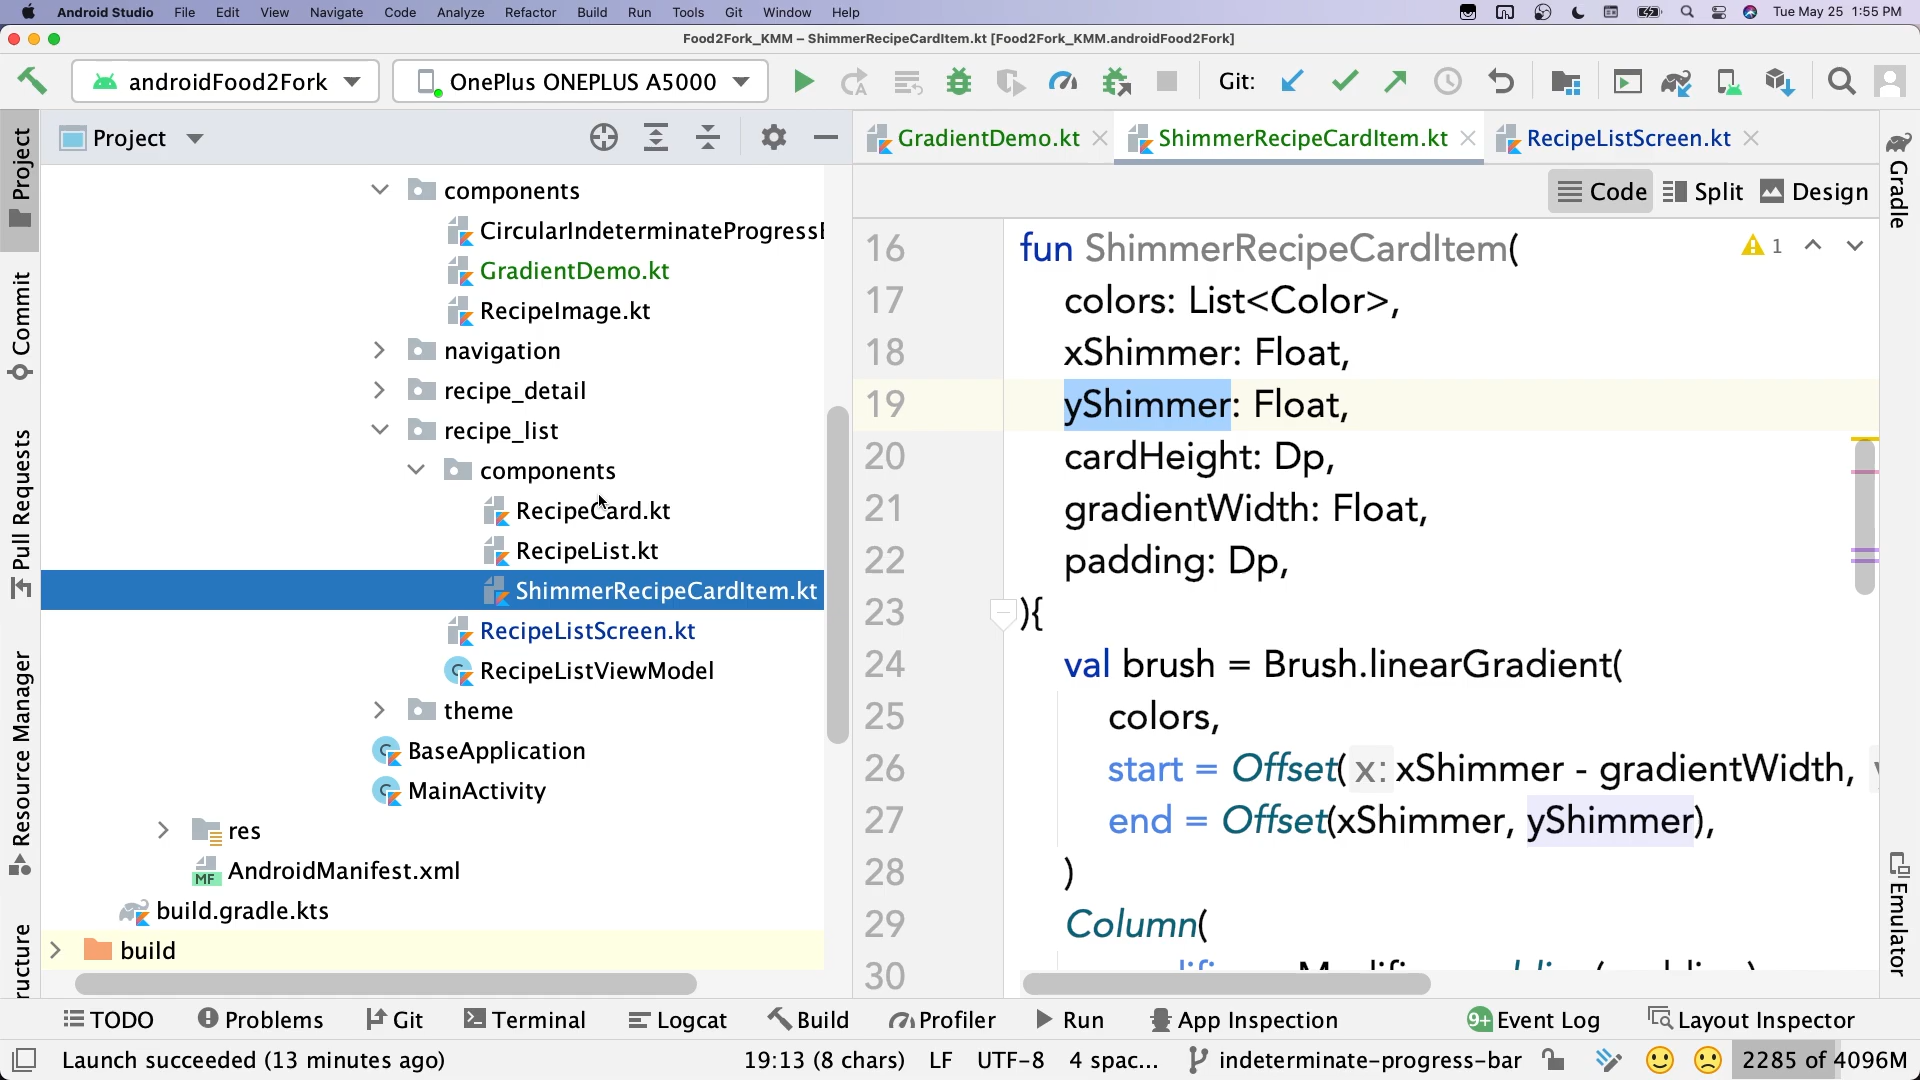 Android Studio File Edit View Navigate Code Analyze Refactor Build Run Tools Git Window Help Tue May 25 1:55 PM
Food2Fork_KMM – ShimmerRecipeCardItem.kt [Food2Fork_KMM.androidFood2Fork]
androidFood2Fork OnePlus ONEPLUS A5000 Git:
Project
GradientDemo.kt ShimmerRecipeCardItem.kt RecipeListScreen.kt
Code Split Design
components
CircularIndeterminateProgress
GradientDemo.kt
RecipeImage.kt
navigation
recipe_detail
recipe_list
components
RecipeCard.kt
RecipeList.kt
ShimmerRecipeCardItem.kt
RecipeListScreen.kt
RecipeListViewModel
theme
BaseApplication
MainActivity
res
MF AndroidManifest.xml
build.gradle.kts
build
16 fun ShimmerRecipeCardItem( 1
17 colors: List<Color>,
18 xShimmer: Float,
19 yShimmer: Float,
20 cardHeight: Dp,
21 gradientWidth: Float,
22 padding: Dp,
23 ){
24 val brush = Brush.linearGradient(
25 colors,
26 start = Offset( x: xShimmer - gradientWidth,
27 end = Offset(xShimmer, yShimmer),
28 )
29 Column(
30
Project
Commit
Pull Requests
Resource Manager
ructure
Gradle
Emulator
TODO Problems Git Terminal Logcat Build Profiler Run App Inspection 9+ Event Log Layout Inspector
Launch succeeded (13 minutes ago) 19:13 (8 chars) LF UTF-8 4 spac... indeterminate-progress-bar 2285 of 4096M